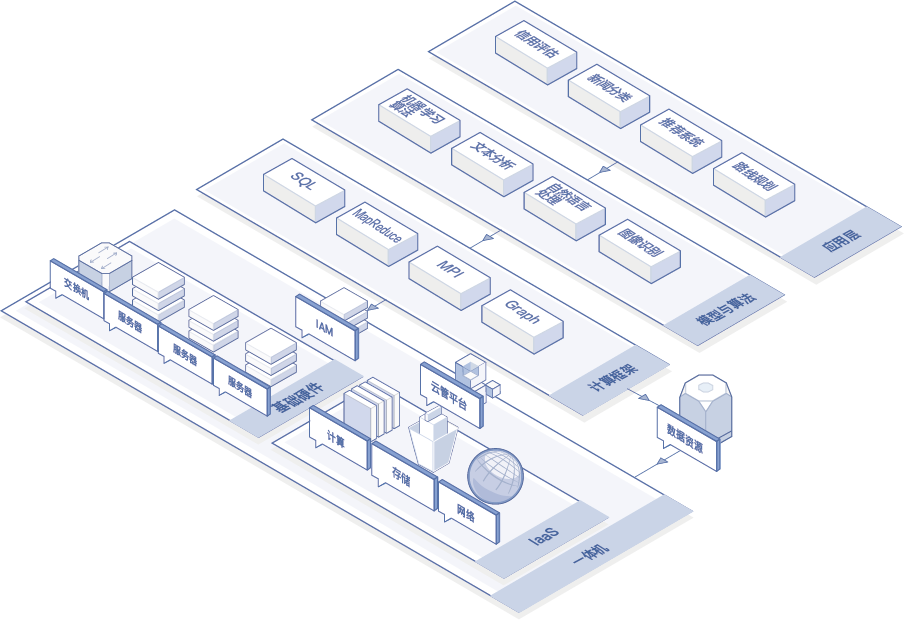 信用评估
新闻分类
推荐系统
路线规划
应用层
机器学习
算法
文本分析
自然语言
处理
图像识别
模型与算法
SQL
MapReduce
MPI
Graph
计算框架
交换机
服务器
服务器
服务器
基础硬件
IAM
云管平台
数据资源
计算
存储
网络
IaaS
一体机